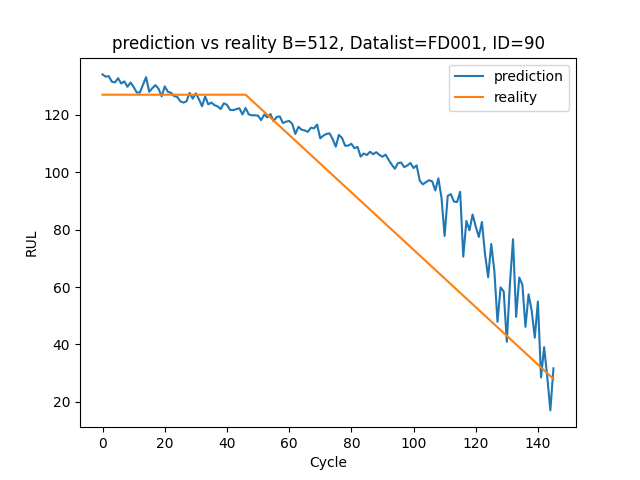 prediction vs reality B=512, Datalist=FD001, ID=90
prediction
reality
RUL
120
100
80
60
40
20
0 20 40 60 80 100 120 140
Cycle